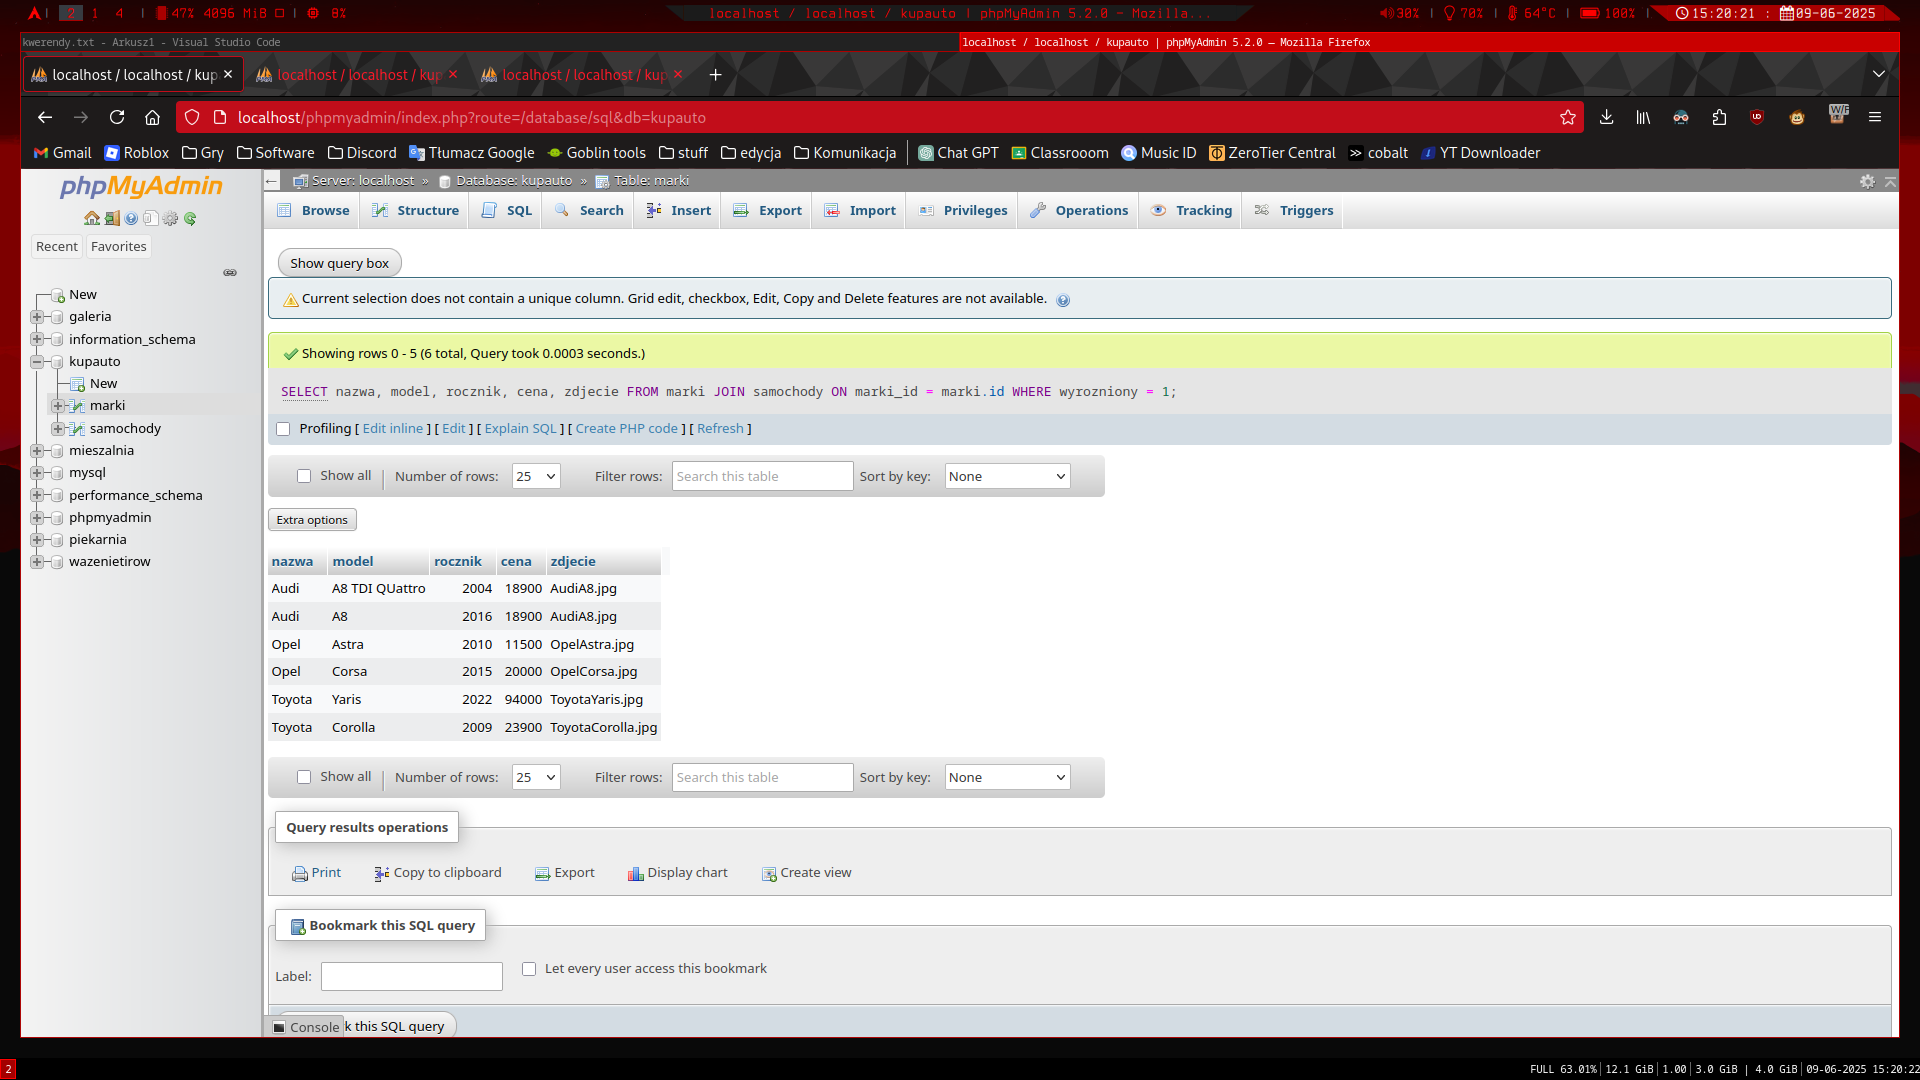 2 1 4 47% 4096 MiB 8% localhost / localhost / kupauto | phpMyAdmin 5.2.0 - Mozilla... 30% 70% 64°C 100% 15:20:21 : 09-06-2025
kwerendy.txt - Arkusz1 - Visual Studio Code localhost / localhost / kupauto | phpMyAdmin 5.2.0 — Mozilla Firefox
localhost / localhost / kup localhost / localhost / kup localhost / localhost / kup
localhost/phpmyadmin/index.php?route=/database/sql&db=kupauto
Gmail Roblox Gry Software Discord Tłumacz Google Goblin tools stuff edycja Komunikacja Chat GPT Classrooom Music ID ZeroTier Central cobalt YT Downloader
phpMyAdmin
Recent Favorites
New
galeria
information_schema
kupauto
New
marki
samochody
mieszalnia
mysql
performance_schema
phpmyadmin
piekarnia
wazenietirow
Server: localhost » Database: kupauto » Table: marki
Browse Structure SQL Search Insert Export Import Privileges Operations Tracking Triggers
Show query box
Current selection does not contain a unique column. Grid edit, checkbox, Edit, Copy and Delete features are not available.
Showing rows 0 - 5 (6 total, Query took 0.0003 seconds.)
SELECT nazwa, model, rocznik, cena, zdjecie FROM marki JOIN samochody ON marki_id = marki.id WHERE wyrozniony = 1;
Profiling [ Edit inline ] [ Edit ] [ Explain SQL ] [ Create PHP code ] [ Refresh ]
Show all Number of rows: 25 Filter rows: Search this table Sort by key: None
Extra options
nazwa model rocznik cena zdjecie
Audi A8 TDI QUattro 2004 18900 AudiA8.jpg
Audi A8 2016 18900 AudiA8.jpg
Opel Astra 2010 11500 OpelAstra.jpg
Opel Corsa 2015 20000 OpelCorsa.jpg
Toyota Yaris 2022 94000 ToyotaYaris.jpg
Toyota Corolla 2009 23900 ToyotaCorolla.jpg
Show all Number of rows: 25 Filter rows: Search this table Sort by key: None
Query results operations
Print Copy to clipboard Export Display chart Create view
Bookmark this SQL query
Label: Let every user access this bookmark
Console k this SQL query
2 FULL 63.01% | 12.1 GiB | 1.00 | 3.0 GiB | 4.0 GiB | 09-06-2025 15:20:22